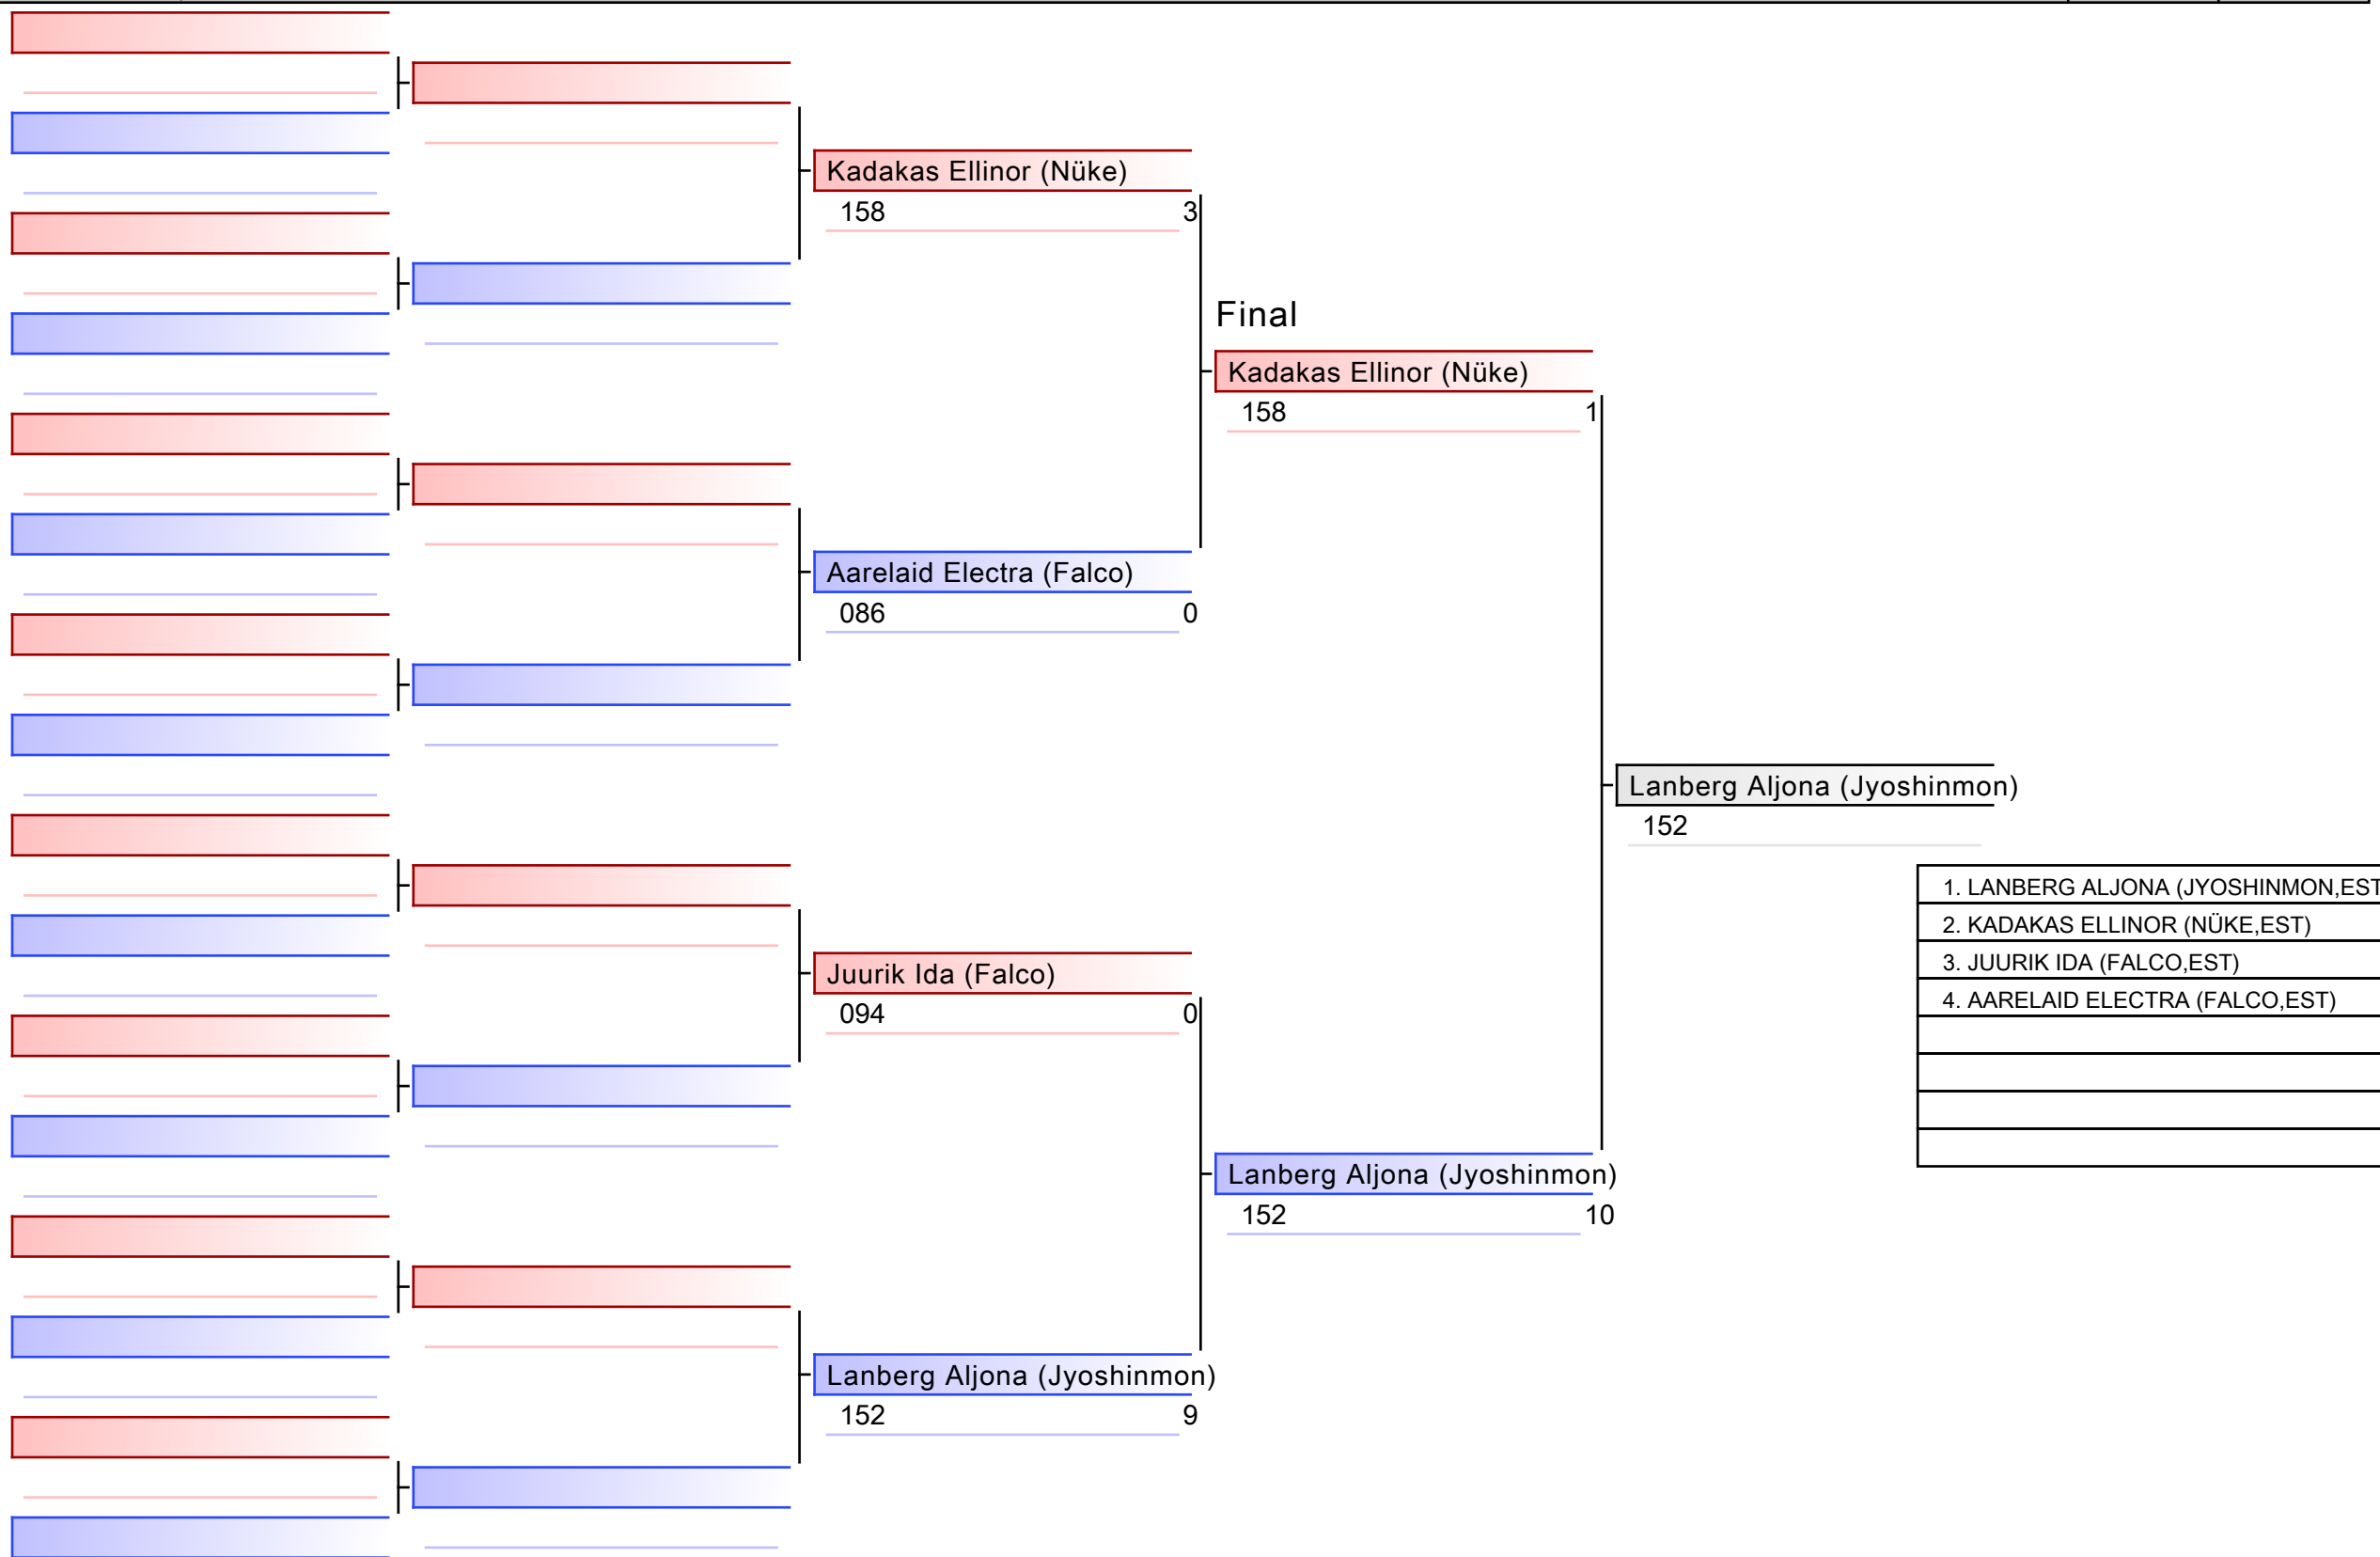 Kadakas Ellinor (Nüke)
158 3
Final
Kadakas Ellinor (Nüke)
158 1
Aarelaid Electra (Falco)
086 0
Lanberg Aljona (Jyoshinmon)
152
1. LANBERG ALJONA (JYOSHINMON,EST
2. KADAKAS ELLINOR (NÜKE,EST)
3. JUURIK IDA (FALCO,EST)
4. AARELAID ELECTRA (FALCO,EST)
Juurik Ida (Falco)
094 0
Lanberg Aljona (Jyoshinmon)
152 10
Lanberg Aljona (Jyoshinmon)
152 9